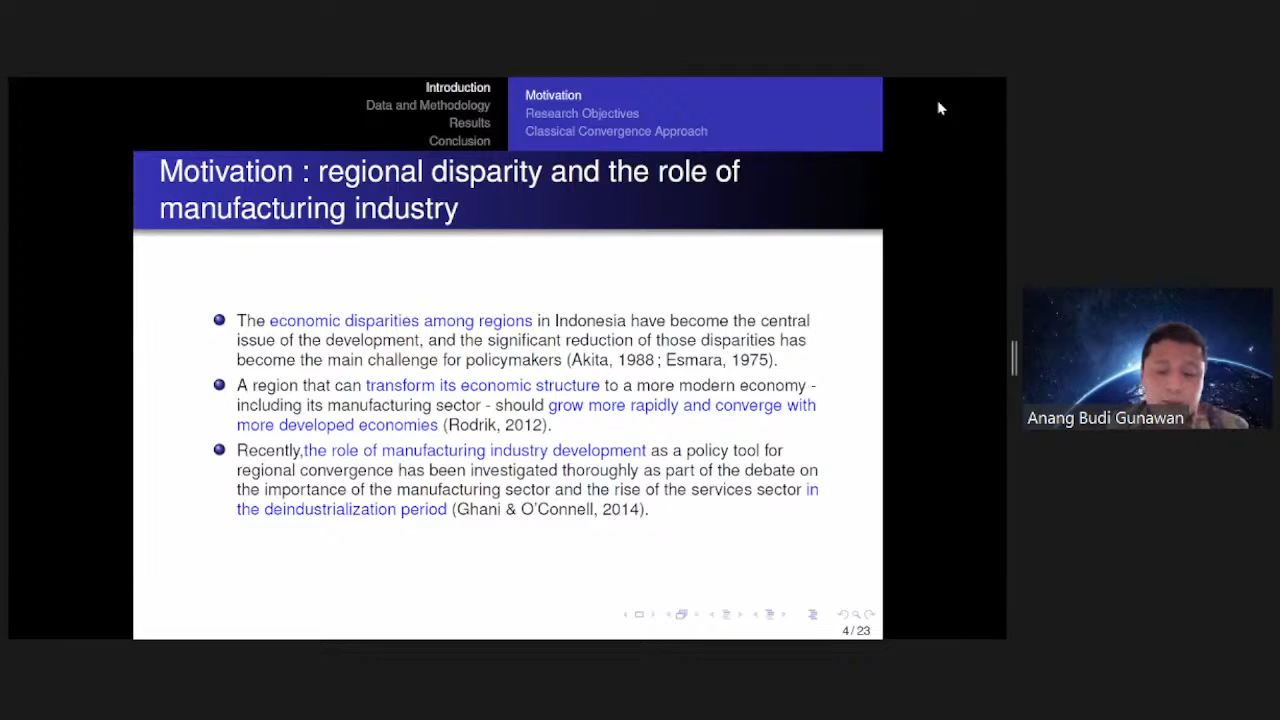 Introduction
Data and Methodology
Results
Conclusion
Motivation
Research Objectives
Classical Convergence Approach
Motivation : regional disparity and the role of
manufacturing industry
The economic disparities among regions in Indonesia have become the central
issue of the development, and the significant reduction of those disparities has
become the main challenge for policymakers (Akita, 1988 ; Esmara, 1975).
A region that can transform its economic structure to a more modern economy -
including its manufacturing sector - should grow more rapidly and converge with
more developed economies (Rodrik, 2012).
Recently,the role of manufacturing industry development as a policy tool for
regional convergence has been investigated thoroughly as part of the debate on
the importance of the manufacturing sector and the rise of the services sector in
the deindustrialization period (Ghani & O'Connell, 2014).
4/23
Anang Budi Gunawan